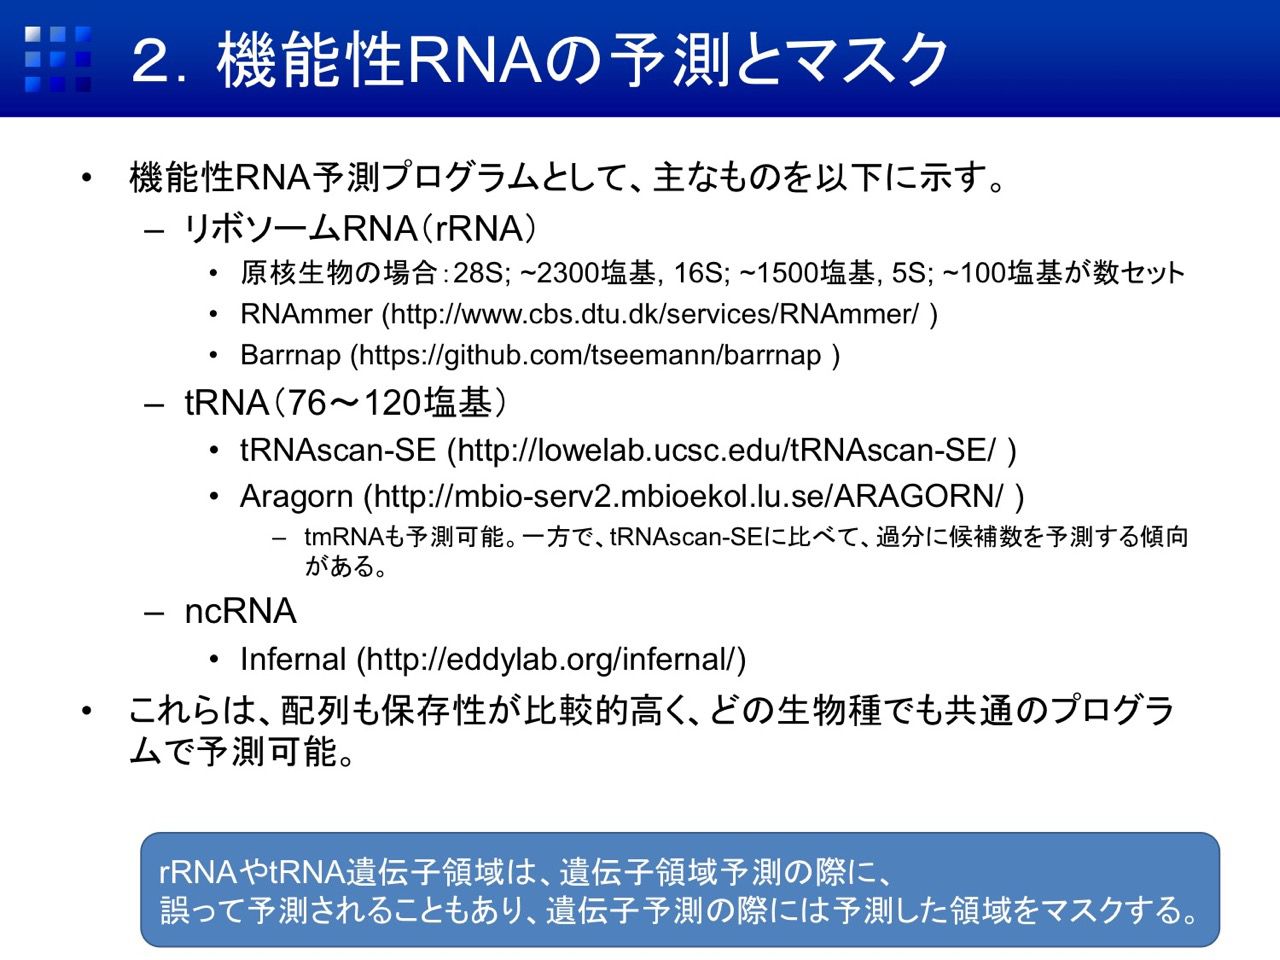 ２．機能性RNAの予測とマスク
• 機能性RNA予測プログラムとして、主なものを以下に示す。
– リボソームRNA（rRNA）
• 原核生物の場合：28S; ~2300塩基, 16S; ~1500塩基, 5S; ~100塩基が数セット
• RNAmmer (http://www.cbs.dtu.dk/services/RNAmmer/ )
• Barrnap (https://github.com/tseemann/barrnap )
– tRNA（76～120塩基）
• tRNAscan-SE (http://lowelab.ucsc.edu/tRNAscan-SE/ )
• Aragorn (http://mbio-serv2.mbioekol.lu.se/ARAGORN/ )
– tmRNAも予測可能。一方で、tRNAscan-SEに比べて、過分に候補数を予測する傾向
がある。
– ncRNA
• Infernal (http://eddylab.org/infernal/)
• これらは、配列も保存性が比較的高く、どの生物種でも共通のプログラ
ムで予測可能。
rRNAやtRNA遺伝子領域は、遺伝子領域予測の際に、
誤って予測されることもあり、遺伝子予測の際には予測した領域をマスクする。